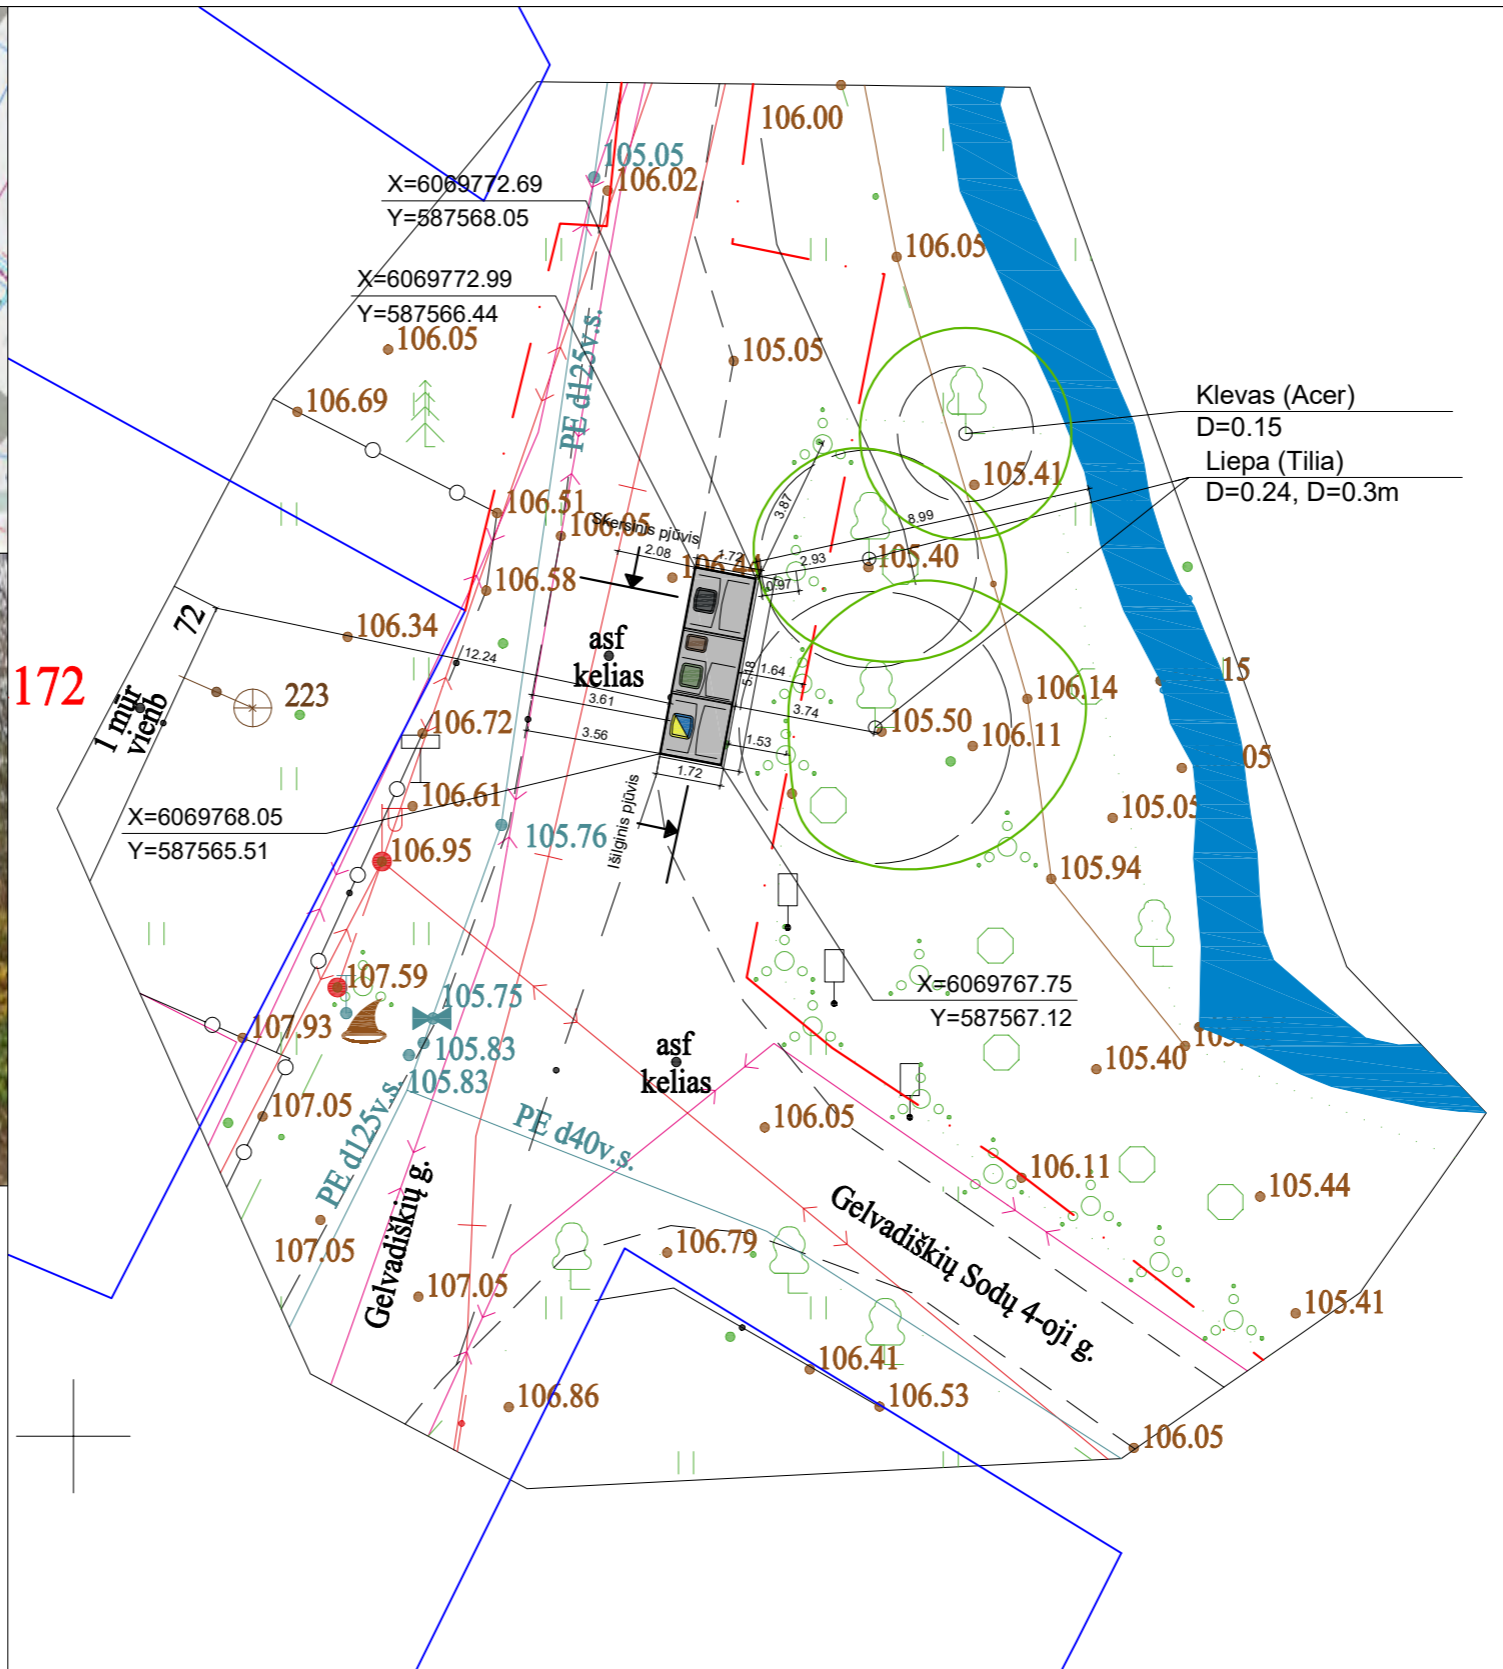 106.00
105.05
106.02
X=6069772.69
Y=587568.05
106.05
X=6069772.99
Y=587566.44
106.05
105.05
PE d125v.s.
106.69
Klevas (Acer)
D=0.15
Liepa (Tilia)
D=0.24, D=0.3m
105.41
3.87
8.99
106.51
106.05
Skersinis pjūvis
2.08
1.72
2.93
105.40
106.44
0.97
106.58
72
106.34
asf
kelias
12.24
5.18
1.64
172
1 mūr
vienb
223
3.61
3.74
106.14
105.50
106.11
106.72
3.56
1.53
1.72
105.05
106.61
X=6069768.05
Y=587565.51
105.76
Išilginis pjūvis
106.95
105.94
107.59
105.75
X=6069767.75
Y=587567.12
107.93
105.83
asf
kelias
105.40
105.83
107.05
PE d125v.s.
PE d40v.s.
106.05
106.11
105.44
Gelvadiškių g.
Gelvadiškių Sodų 4-oji g.
107.05
106.79
107.05
105.41
106.41
106.86
106.53
106.05